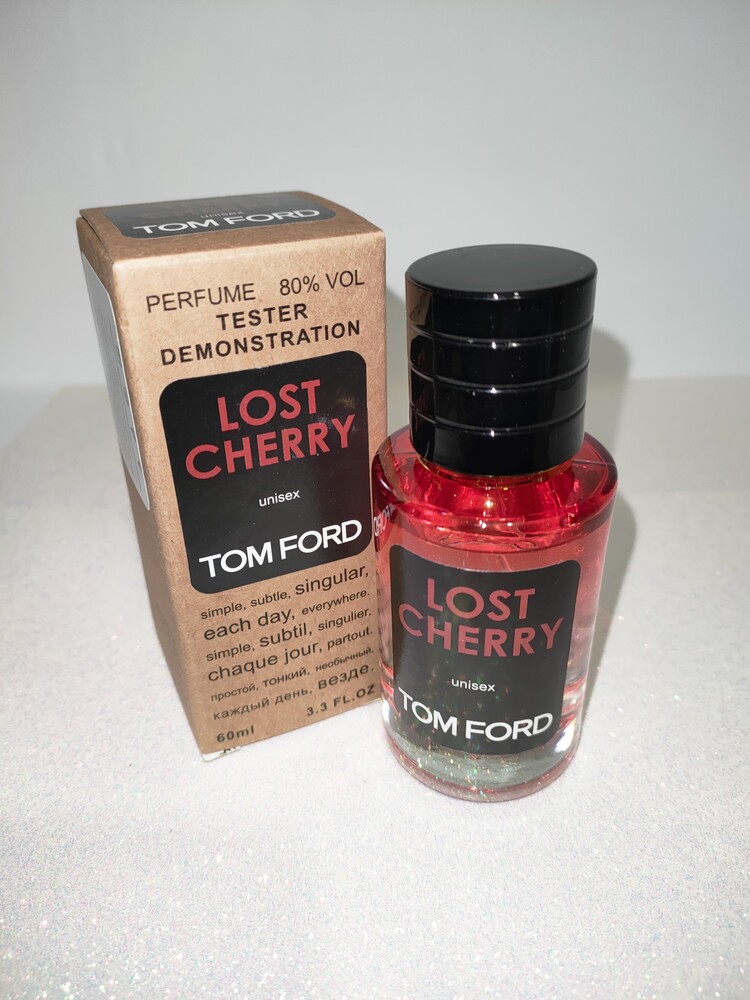 unisex
TOM FORD
PERFUME 80% VOL
TESTER
DEMONSTRATION
LOST
CHERRY
unisex
TOM FORD
simple, subtle, singular,
each day, everywhere.
simple, subtil, singulier,
chaque jour, partout.
простой, тонкий, необычный,
каждый день, везде.
60ml 3.3 FL.OZ
LOST
CHERRY
unisex
TOM FORD